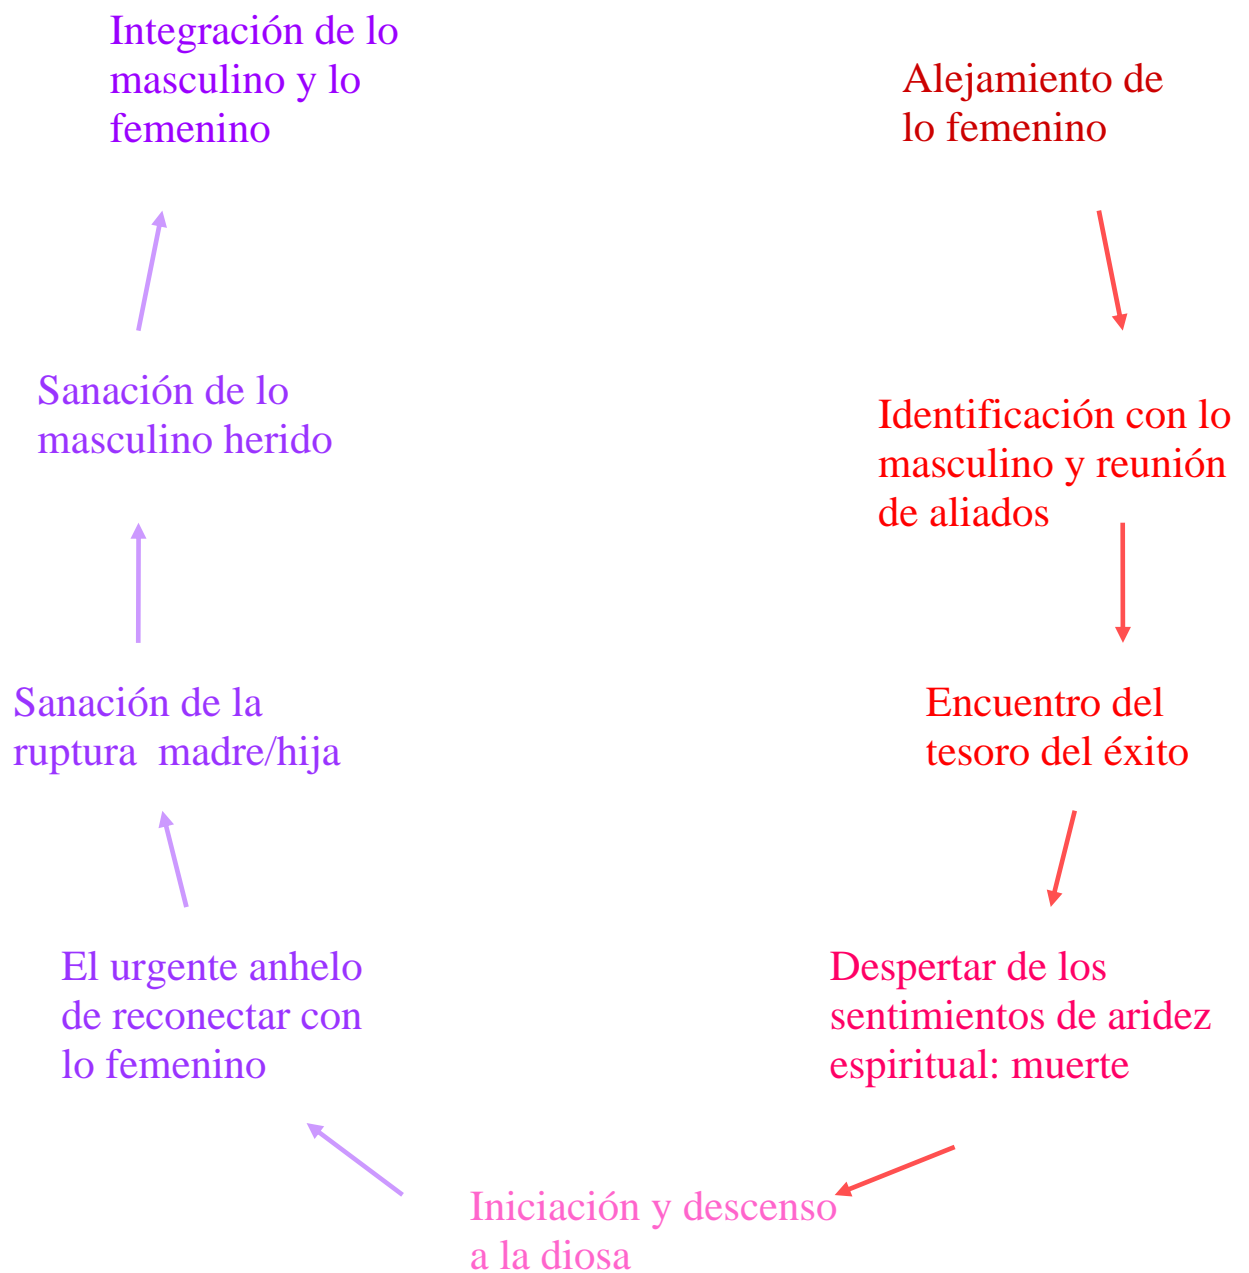 Integración de lo
masculino y lo
femenino
Alejamiento de
lo femenino
Sanación de lo
masculino herido
Identificación con lo
masculino y reunión
de aliados
Sanación de la
ruptura  madre/hija
Encuentro del
tesoro del éxito
El urgente anhelo
de reconectar con
lo femenino
Despertar de los
sentimientos de aridez
espiritual: muerte
Iniciación y descenso
a la diosa